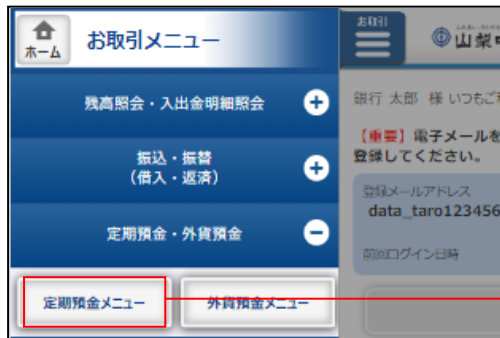 ホーム
お取引メニュー
残高照会・入出金明細照会
振込・振替
(借入・返済)
定期預金・外貨預金
定期預金メニュー
外貨預金メニュー
お取引
山梨中
銀行 太郎 様 いつもご
【重要】電子メールを
登録してください。
登録メールアドレス
data_taro123456
前回ログイン日時